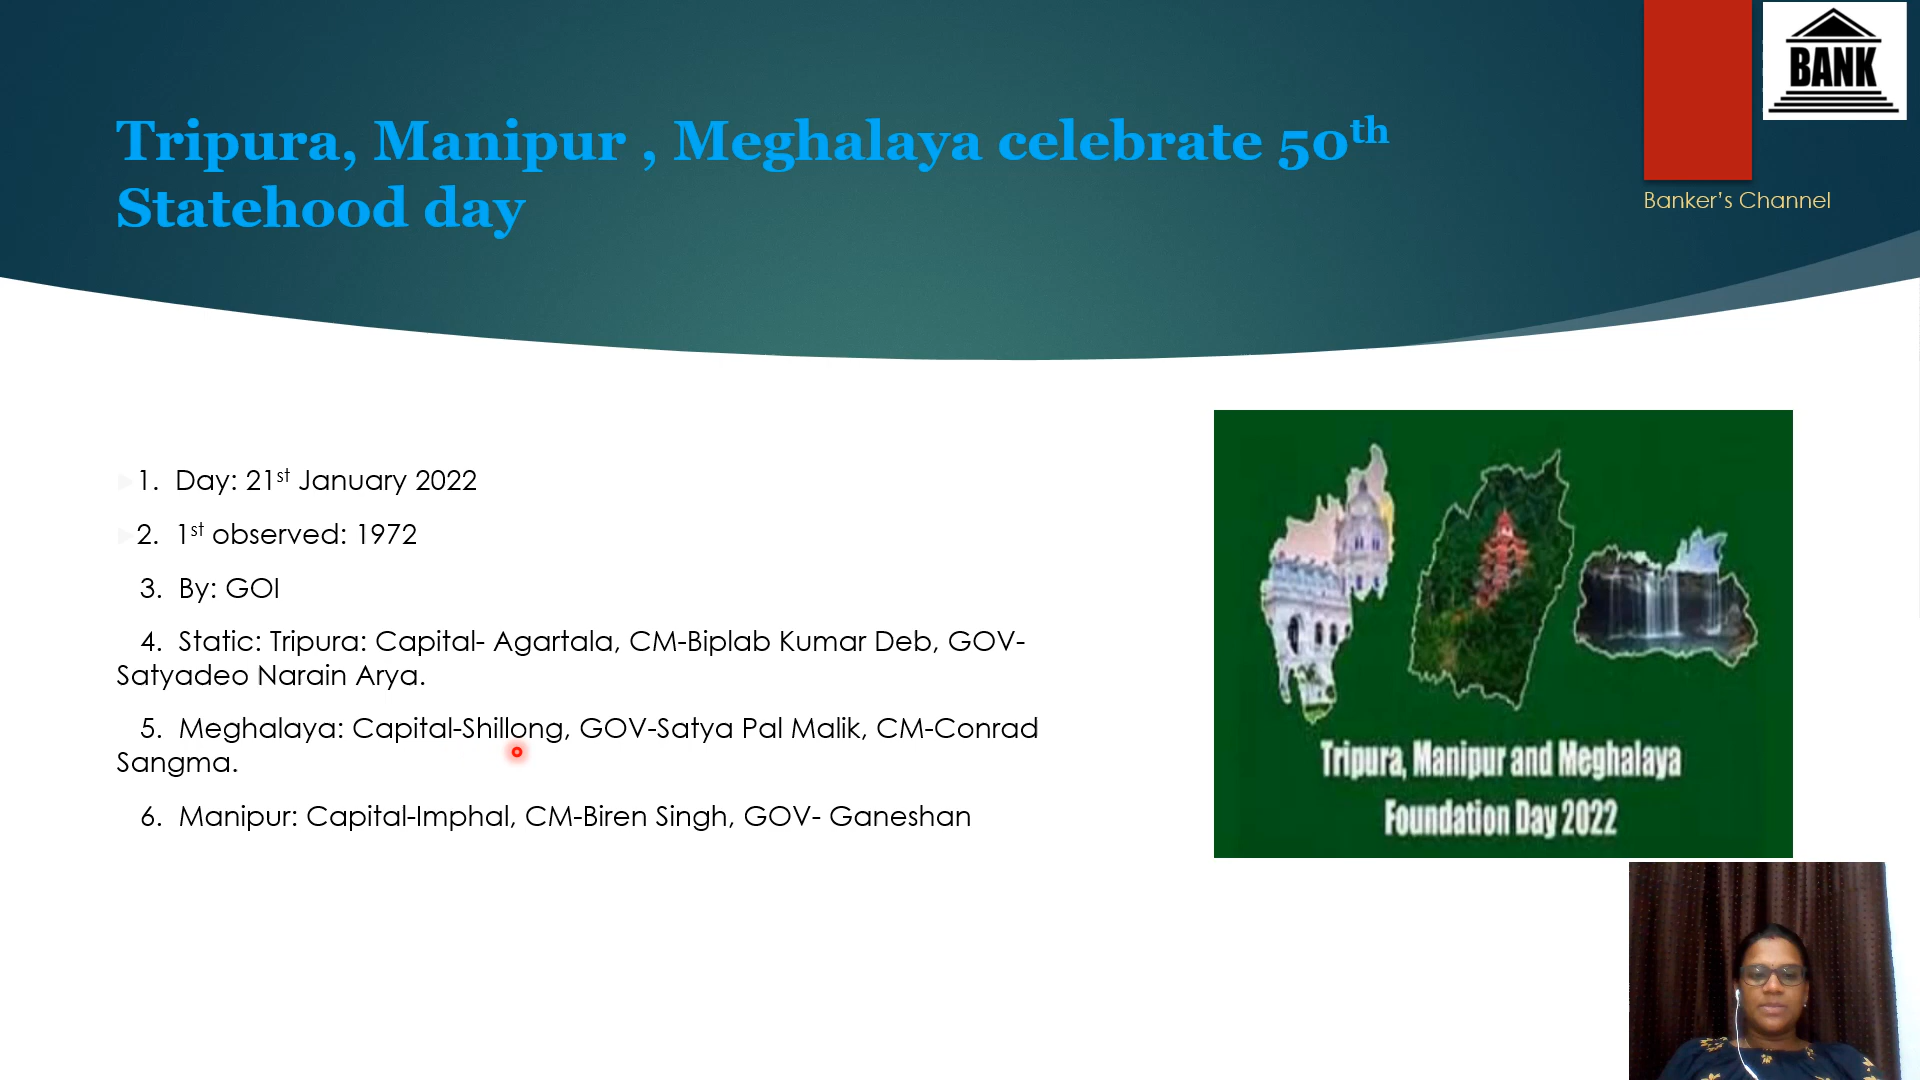 BANK
Tripura, Manipur , Meghalaya celebrate 50th
Statehood day
Banker’s Channel
1. Day: 21st January 2022
2. 1st observed: 1972
3. By: GOI
4. Static: Tripura: Capital- Agartala, CM-Biplab Kumar Deb, GOV-
Satyadeo Narain Arya.
5. Meghalaya: Capital-Shillong, GOV-Satya Pal Malik, CM-Conrad
Sangma.
6. Manipur: Capital-Imphal, CM-Biren Singh, GOV- Ganeshan
Tripura, Manipur and Meghalaya
Foundation Day 2022